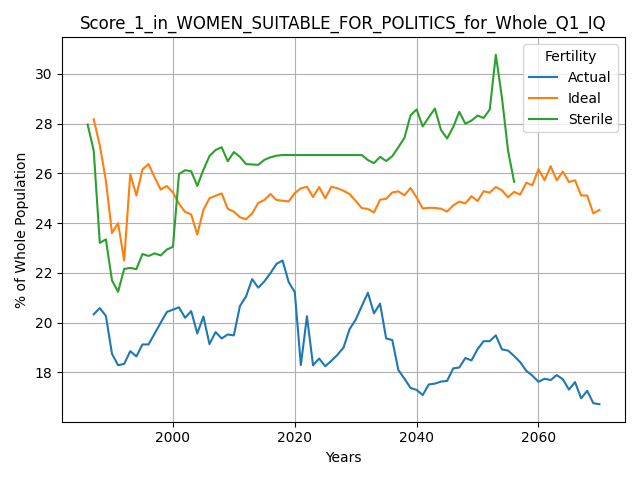 Score_1_in_WOMEN_SUITABLE_FOR_POLITICS_for_Whole_Q1_IQ
Fertility
Actual
Ideal
Sterile
% of Whole Population
30
28
26
24
22
20
18
2000 2020 2040 2060
Years